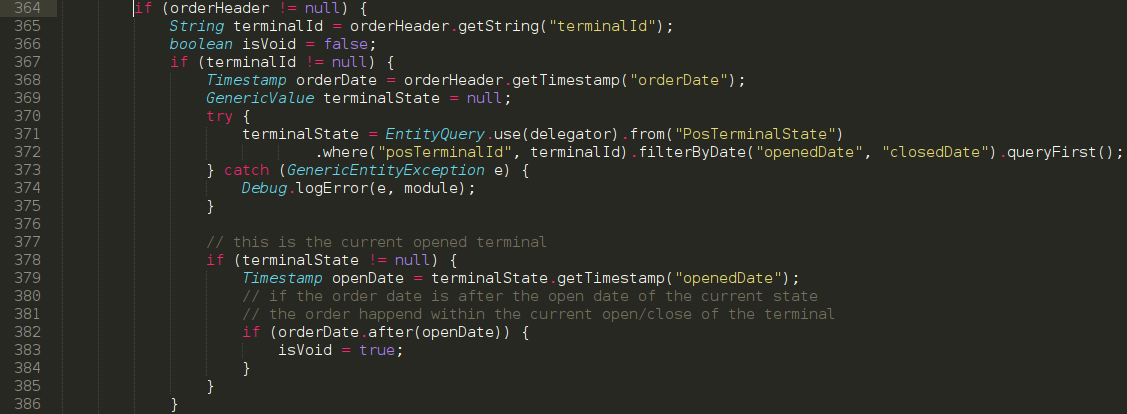 364 if (orderHeader != null) {
365 String terminalId = orderHeader.getString("terminalId");
366 boolean isVoid = false;
367 if (terminalId != null) {
368 Timestamp orderDate = orderHeader.getTimestamp("orderDate");
369 GenericValue terminalState = null;
370 try {
371 terminalState = EntityQuery.use(delegator).from("PosTerminalState")
372 .where("posTerminalId", terminalId).filterByDate("openedDate", "closedDate").queryFirst();
373 } catch (GenericEntityException e) {
374 Debug.logError(e, module);
375 }
376
377 // this is the current opened terminal
378 if (terminalState != null) {
379 Timestamp openDate = terminalState.getTimestamp("openedDate");
380 // if the order date is after the open date of the current state
381 // the order happend within the current open/close of the terminal
382 if (orderDate.after(openDate)) {
383 isVoid = true;
384 }
385 }
386 }